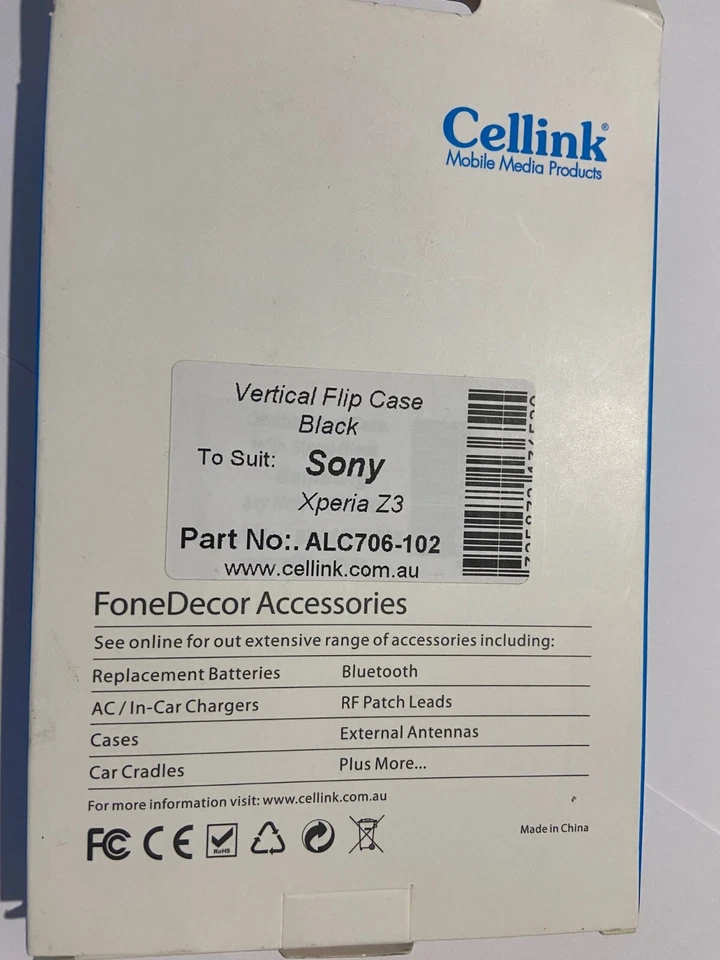 Cellink®
Mobile Media Products
Vertical Flip Case
Black
To Suit: Sony
Xperia Z3
Part No:. ALC706-102
www.cellink.com.au
FoneDecor Accessories
See online for out extensive range of accessories including:
Replacement Batteries Bluetooth
AC / In-Car Chargers RF Patch Leads
Cases External Antennas
Car Cradles Plus More...
For more information visit: www.cellink.com.au
FC CE RoHS
Made in China